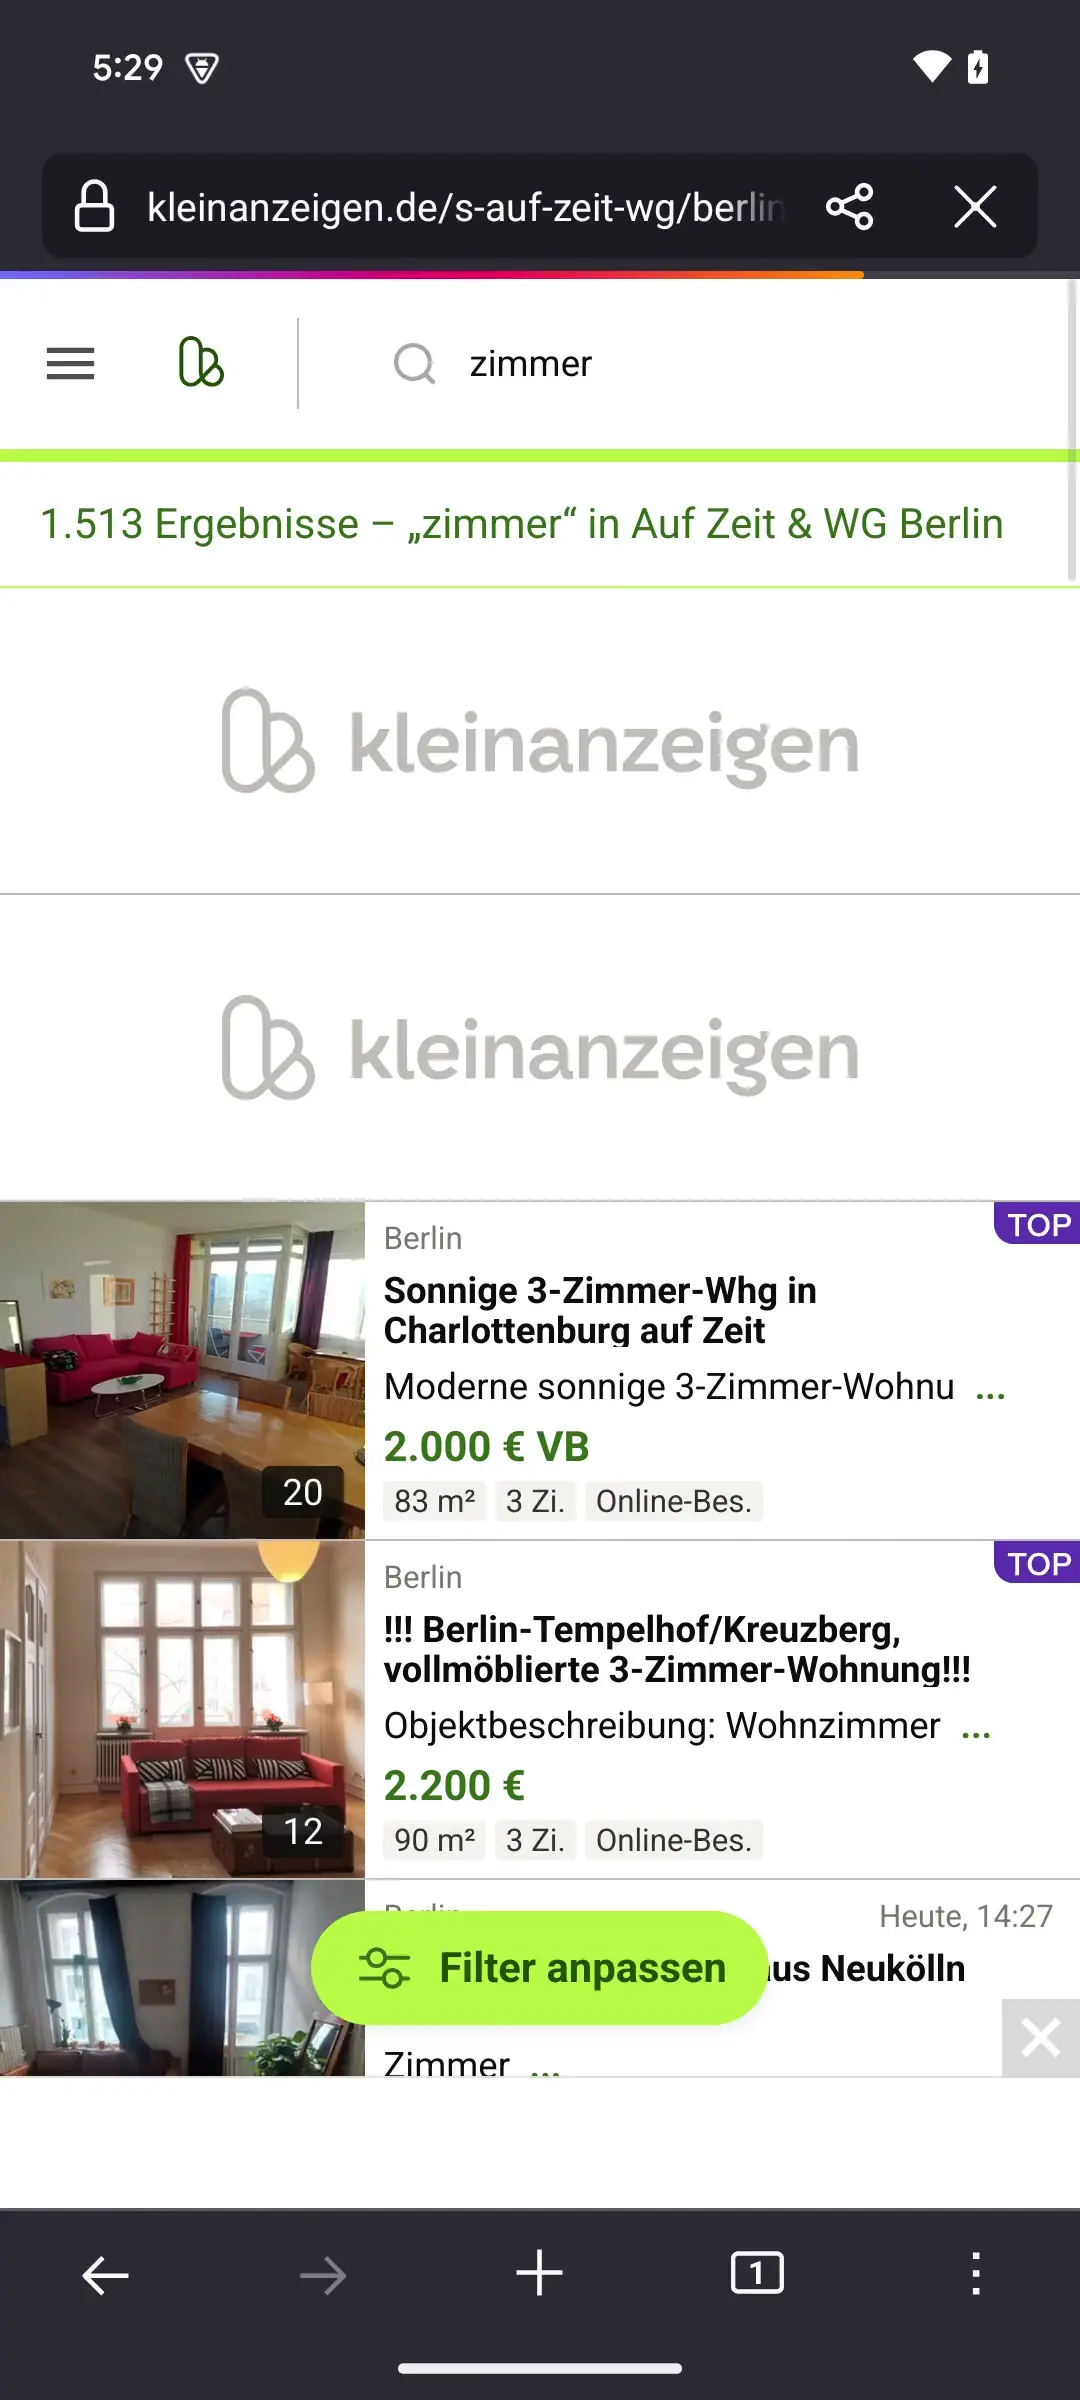 5:29
kleinanzeigen.de/s-auf-zeit-wg/berlin
zimmer
1.513 Ergebnisse – „zimmer“ in Auf Zeit & WG Berlin
kleinanzeigen
kleinanzeigen
Berlin
TOP
Sonnige 3-Zimmer-Whg in
Charlottenburg auf Zeit
Moderne sonnige 3-Zimmer-Wohnu ...
2.000 € VB
20
83 m² 3 Zi. Online-Bes.
Berlin
TOP
!!! Berlin-Tempelhof/Kreuzberg,
vollmöblierte 3-Zimmer-Wohnung!!!
Objektbeschreibung: Wohnzimmer ...
2.200 €
12
90 m² 3 Zi. Online-Bes.
Heute, 14:27
Filter anpassen
Neukölln
Zimmer ...
1